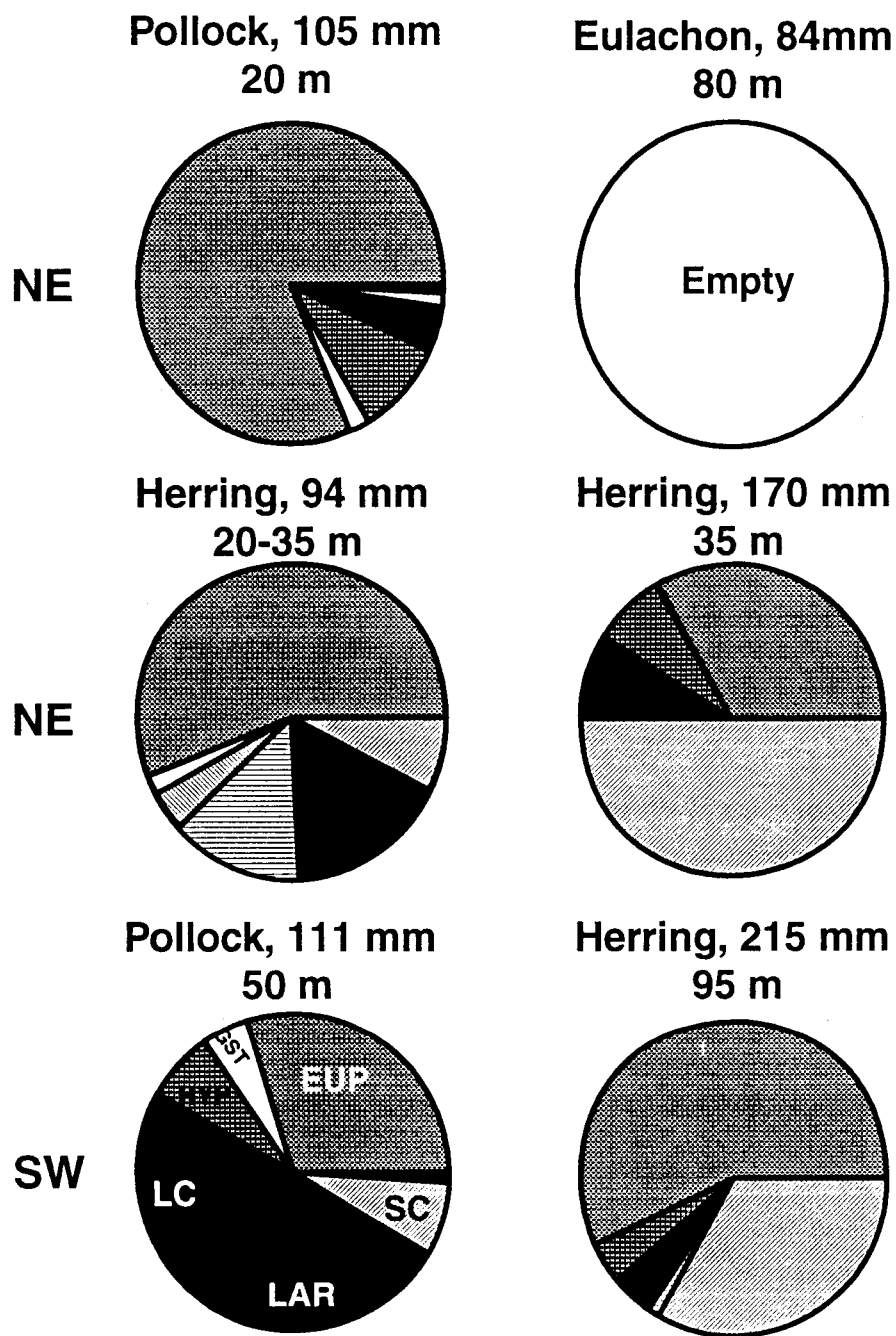 Pollock, 105 mm
20 m
Eulachon, 84mm
80 m
NE
Empty
Herring, 94 mm
20-35 m
Herring, 170 mm
35 m
NE
Pollock, 111 mm
50 m
Herring, 215 mm
95 m
SW
GST
EUP
HYP
LC
SC
LAR